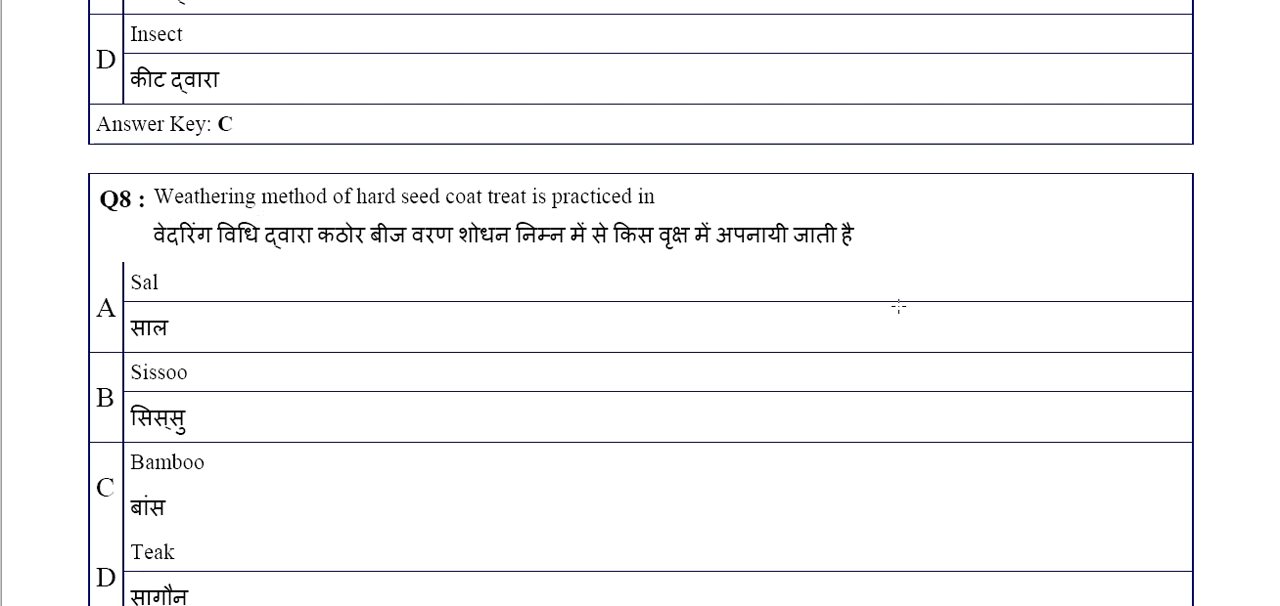 Insect
D
कीट द्वारा
Answer Key: C
Q8 : Weathering method of hard seed coat treat is practiced in
वेदरिंग विधि द्वारा कठोर बीज वरण शोधन निम्न में से किस वृक्ष में अपनायी जाती है
Sal
A
साल
Sissoo
B
सिस्सु
Bamboo
C
बांस
Teak
D
सागौन